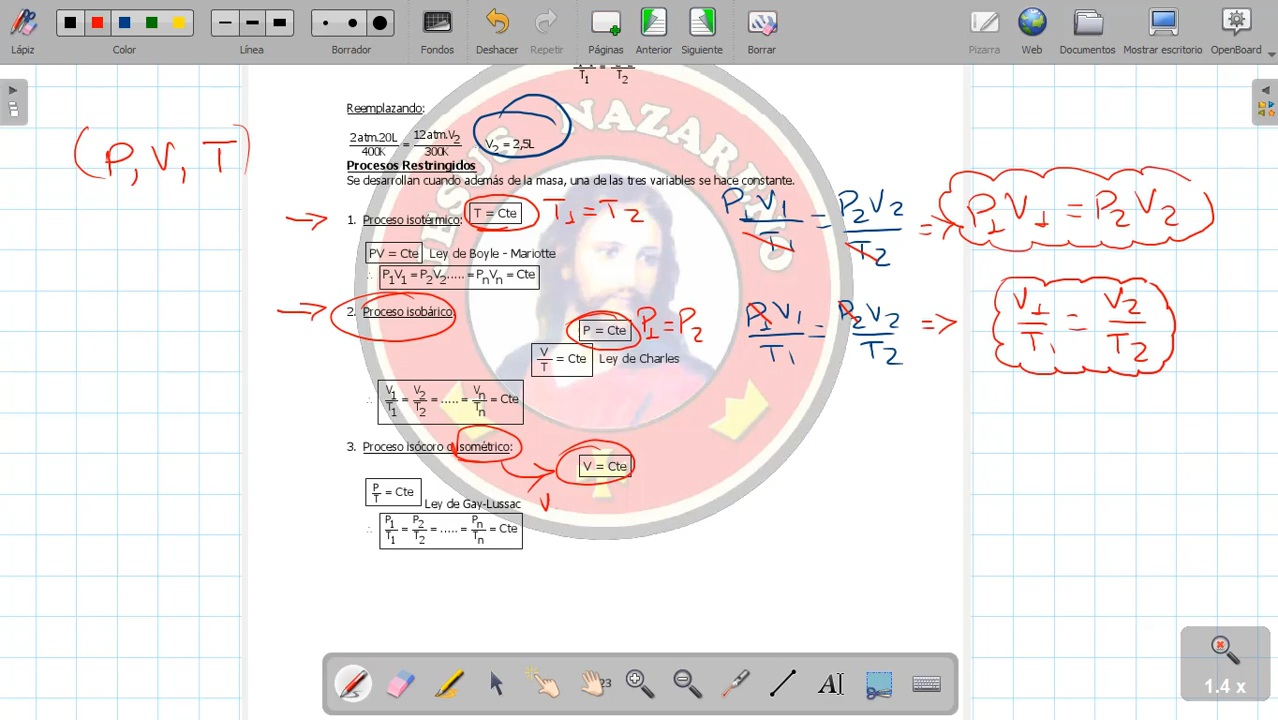 Lápiz Color Línea Borrador Fondos Deshacer Repetir Páginas Anterior Siguiente Borrar Pizarra Web Documentos Mostrar escritorio OpenBoard
T₁ T₂
Reemplazando:
2atm.20L/400K = 12atm.V₂/300K ∴ V₂ = 2,5L
(P, V, T)
Procesos Restringidos
Se desarrollan cuando además de la masa, una de las tres variables se hace constante.
1. Proceso isotérmico: T = Cte T₁ = T₂
P₁V₁/T₁ = P₂V₂/T₂ => P₁V₁ = P₂V₂
PV = Cte Ley de Boyle - Mariotte
∴ P₁V₁ = P₂V₂..... = PₙVₙ = Cte
2. Proceso isobárico
P = Cte P₁ = P₂
P₁V₁/T₁ = P₂V₂/T₂ => V₁/T₁ = V₂/T₂
V/T = Cte Ley de Charles
∴ V₁/T₁ = V₂/T₂ = ..... = Vₙ/Tₙ = Cte
3. Proceso isócoro o isométrico:
V = Cte
V
P/T = Cte Ley de Gay-Lussac
∴ P₁/T₁ = P₂/T₂ = ..... = Pₙ/Tₙ = Cte
JESUS NAZARENO
23
1.4 x